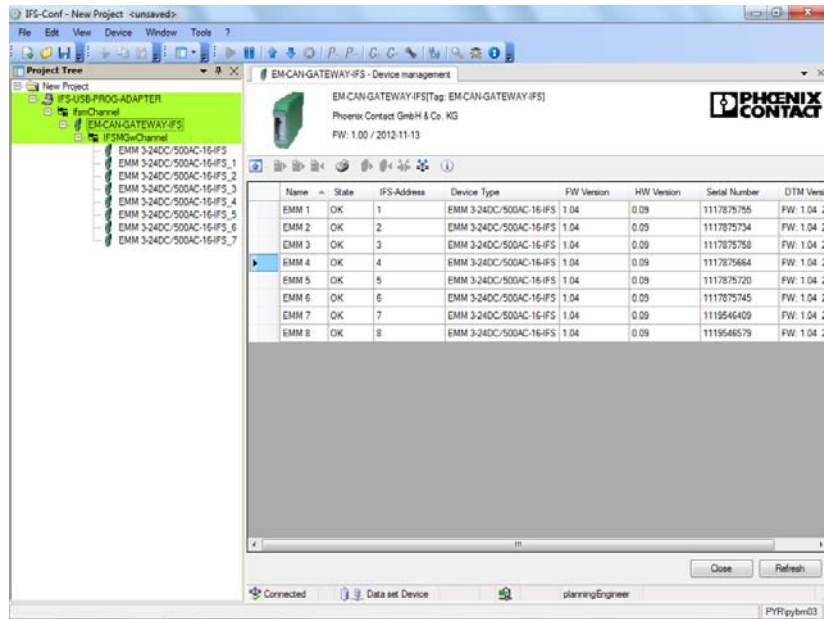 IFS-Conf - New Project <unsaved>
File Edit View Device Window Tools ?
Project Tree
New Project
IFS-USB-PROG-ADAPTER
IfsmChannel
EM-CAN-GATEWAY-IFS
IFSMGwChannel
EMM 3-24DC/500AC-16-IFS
EMM 3-24DC/500AC-16-IFS_1
EMM 3-24DC/500AC-16-IFS_2
EMM 3-24DC/500AC-16-IFS_3
EMM 3-24DC/500AC-16-IFS_4
EMM 3-24DC/500AC-16-IFS_5
EMM 3-24DC/500AC-16-IFS_6
EMM 3-24DC/500AC-16-IFS_7
EM-CAN-GATEWAY-IFS - Device management
EM-CAN-GATEWAY-IFS[Tag: EM-CAN-GATEWAY-IFS]
Phoenix Contact GmbH & Co. KG
FW: 1.00 / 2012-11-13
PHŒNIX
CONTACT
Name State IFS-Address Device Type FW Version HW Version Serial Number DTM Versi
EMM 1 OK 1 EMM 3-24DC/500AC-16-IFS 1.04 0.09 1117875755 FW: 1.04 2
EMM 2 OK 2 EMM 3-24DC/500AC-16-IFS 1.04 0.09 1117875734 FW: 1.04 2
EMM 3 OK 3 EMM 3-24DC/500AC-16-IFS 1.04 0.09 1117875758 FW: 1.04 2
EMM 4 OK 4 EMM 3-24DC/500AC-16-IFS 1.04 0.09 1117875664 FW: 1.04 2
EMM 5 OK 5 EMM 3-24DC/500AC-16-IFS 1.04 0.09 1117875720 FW: 1.04 2
EMM 6 OK 6 EMM 3-24DC/500AC-16-IFS 1.04 0.09 1117875745 FW: 1.04 2
EMM 7 OK 7 EMM 3-24DC/500AC-16-IFS 1.04 0.09 1119546409 FW: 1.04 2
EMM 8 OK 8 EMM 3-24DC/500AC-16-IFS 1.04 0.09 1119546579 FW: 1.04 2
Close Refresh
Connected Data set Device planningEngineer
PYR\pybm03